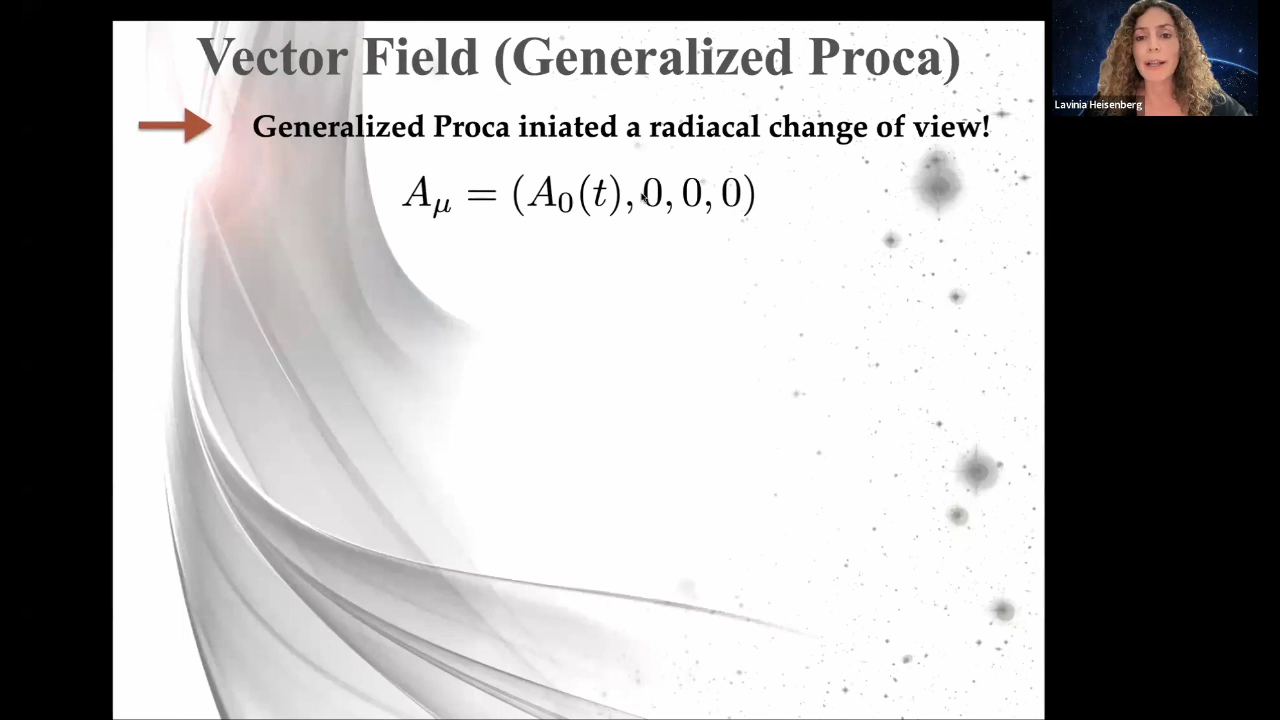 Vector Field (Generalized Proca)
Generalized Proca iniated a radiacal change of view!
A_μ = (A_0(t), 0, 0, 0)
Lavinia Heisenberg